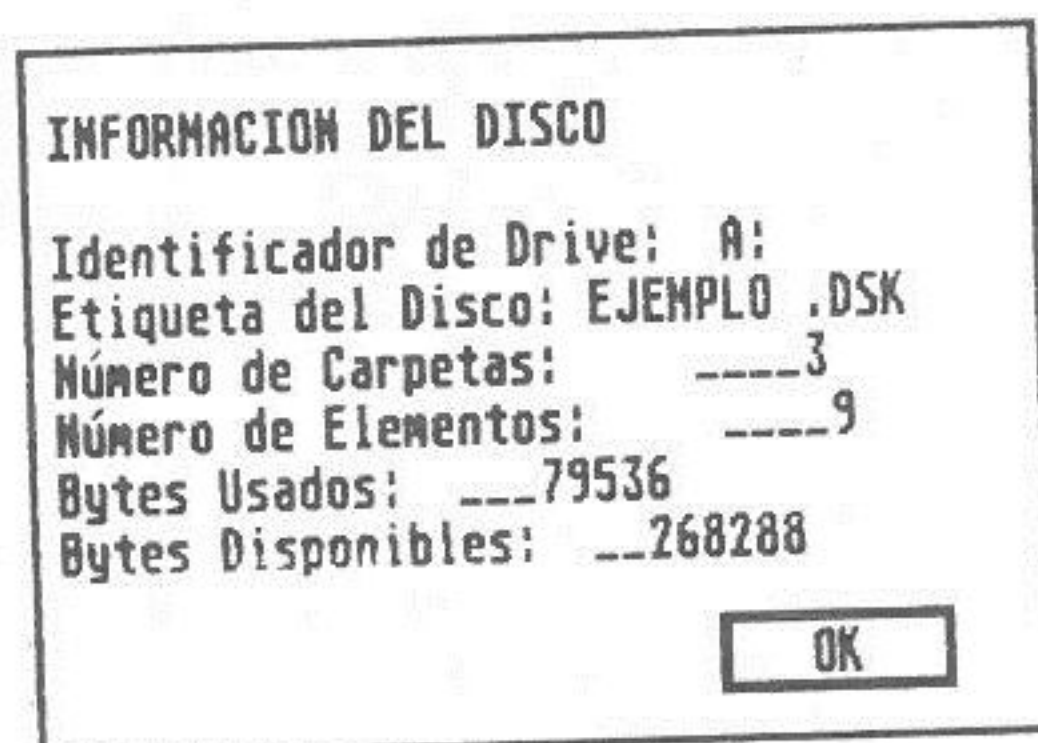 INFORMACION DEL DISCO
Identificador de Drive:  A:
Etiqueta del Disco: EJEMPLO .DSK
Número de Carpetas:     ____3
Número de Elementos:     ____9
Bytes Usados:  ___79536
Bytes Disponibles:  __268288
OK